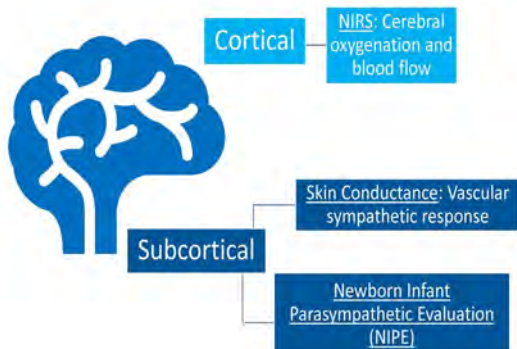 Cortical
NIRS: Cerebral
oxygenation and
blood flow
Skin Conductance: Vascular
sympathetic response
Subcortical
Newborn Infant
Parasympathetic Evaluation
(NIPE)